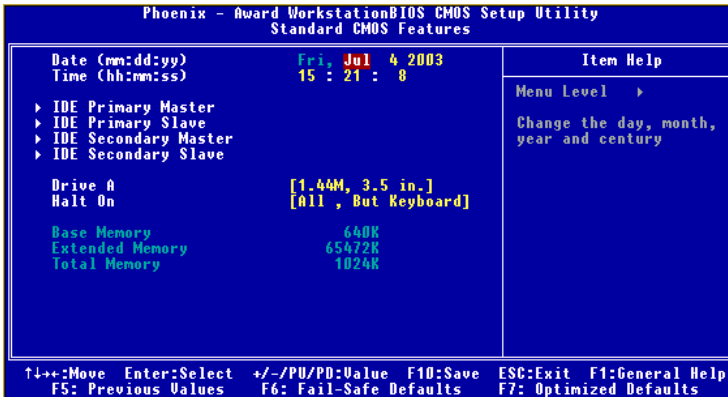 Phoenix - Award WorkstationBIOS CMOS Setup Utility
Standard CMOS Features
Date (mm:dd:yy) Fri, Jul 4 2003
Time (hh:mm:ss) 15 : 21 : 8
IDE Primary Master
IDE Primary Slave
IDE Secondary Master
IDE Secondary Slave
Drive A [1.44M, 3.5 in.]
Halt On [All , But Keyboard]
Base Memory 640K
Extended Memory 65472K
Total Memory 1024K
Item Help
Menu Level
Change the day, month,
year and century
↑↓→←:Move Enter:Select +/-/PU/PD:Value F10:Save ESC:Exit F1:General Help
F5: Previous Values F6: Fail-Safe Defaults F7: Optimized Defaults